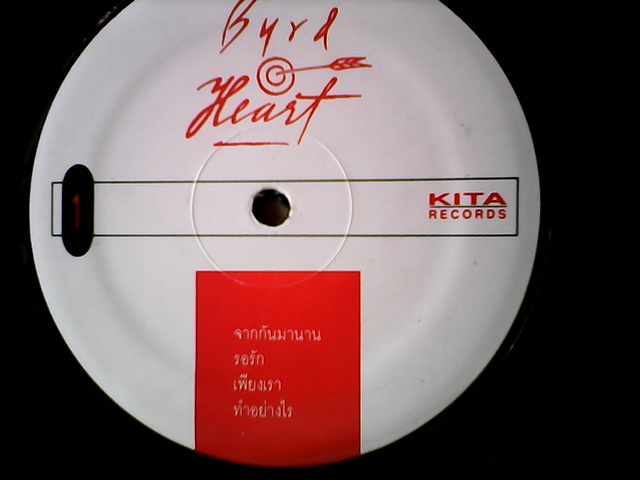 Byrd
Heart
1
KITA
RECORDS
จากกันมานาน
รอรัก
เพียงเรา
ทำอย่างไร